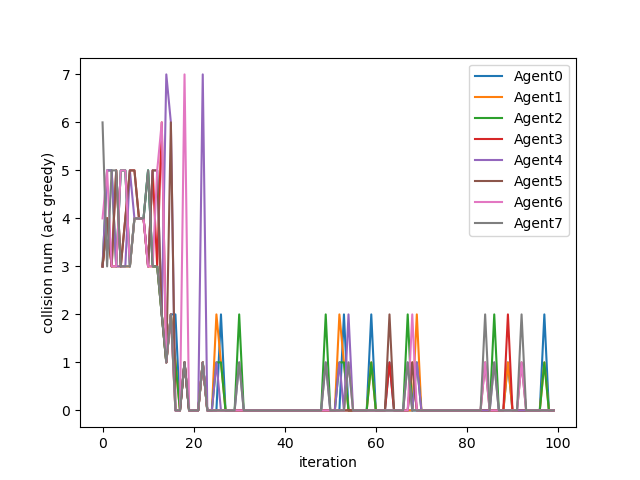 7
6
5
4
3
2
1
0
collision num (act greedy)
Agent0
Agent1
Agent2
Agent3
Agent4
Agent5
Agent6
Agent7
0 20 40 60 80 100
iteration